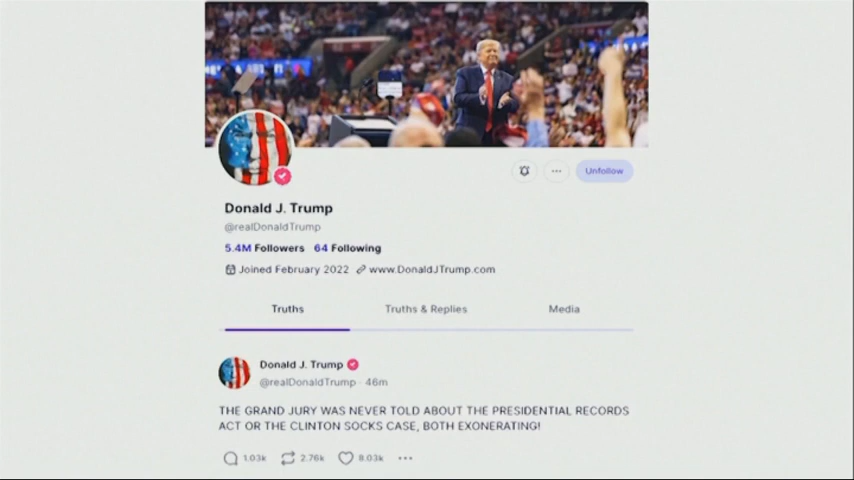 Unfollow
Donald J. Trump
@realDonaldTrump
5.4M Followers 64 Following
Joined February 2022 www.DonaldJTrump.com
Truths Truths & Replies Media
Donald J. Trump
@realDonaldTrump · 46m
THE GRAND JURY WAS NEVER TOLD ABOUT THE PRESIDENTIAL RECORDS
ACT OR THE CLINTON SOCKS CASE, BOTH EXONERATING!
1.03k 2.76k 8.03k